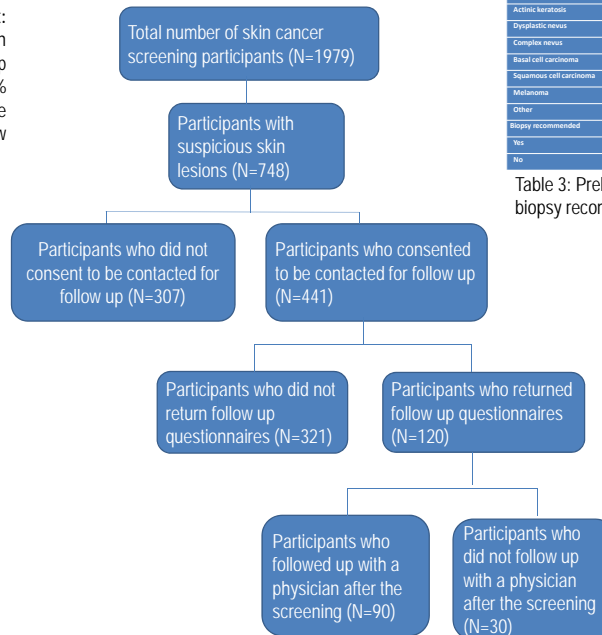 :
n
p
%
e
w
Total number of skin cancer
screening participants (N=1979)
Participants with
suspicious skin
lesions (N=748)
Participants who did not
consent to be contacted for
follow up (N=307)
Participants who consented
to be contacted for follow up
(N=441)
Participants who did not
return follow up
questionnaires (N=321)
Participants who returned
follow up questionnaires
(N=120)
Participants who
followed up with a
physician after the
screening (N=90)
Participants who
did not follow up
with a physician
after the screening
(N=30)
Actinic keratosis
Dysplastic nevus
Complex nevus
Basal cell carcinoma
Squamous cell carcinoma
Melanoma
Other
Biopsy recommended
Yes
No
Table 3: Prel
biopsy recor